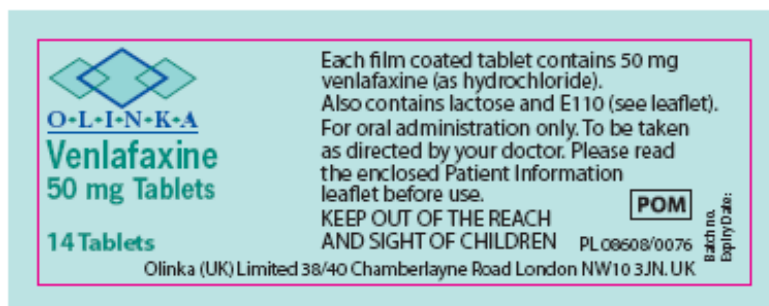 O·L·I·N·K·A
Venlafaxine
50 mg Tablets
14 Tablets
Each film coated tablet contains 50 mg
venlafaxine (as hydrochloride).
Also contains lactose and E110 (see leaflet).
For oral administration only. To be taken
as directed by your doctor. Please read
the enclosed Patient Information
leaflet before use.
KEEP OUT OF THE REACH
AND SIGHT OF CHILDREN
POM
PL 08608/0076
Batch no.
Expiry Date:
Olinka (UK) Limited 38/40 Chamberlayne Road London NW10 3JN. UK